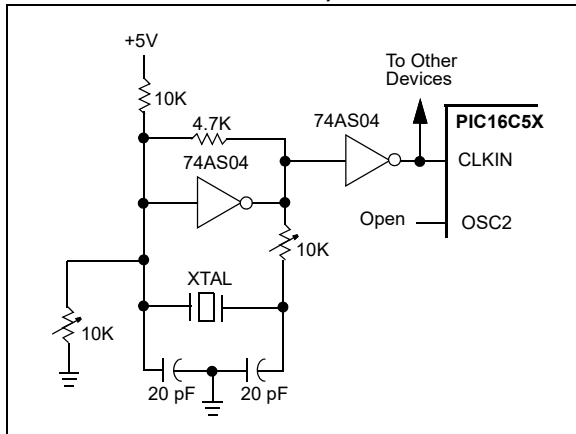 +5V
To Other
Devices
10K
4.7K
74AS04
PIC16C5X
74AS04
CLKIN
Open
OSC2
10K
XTAL
10K
20 pF
20 pF